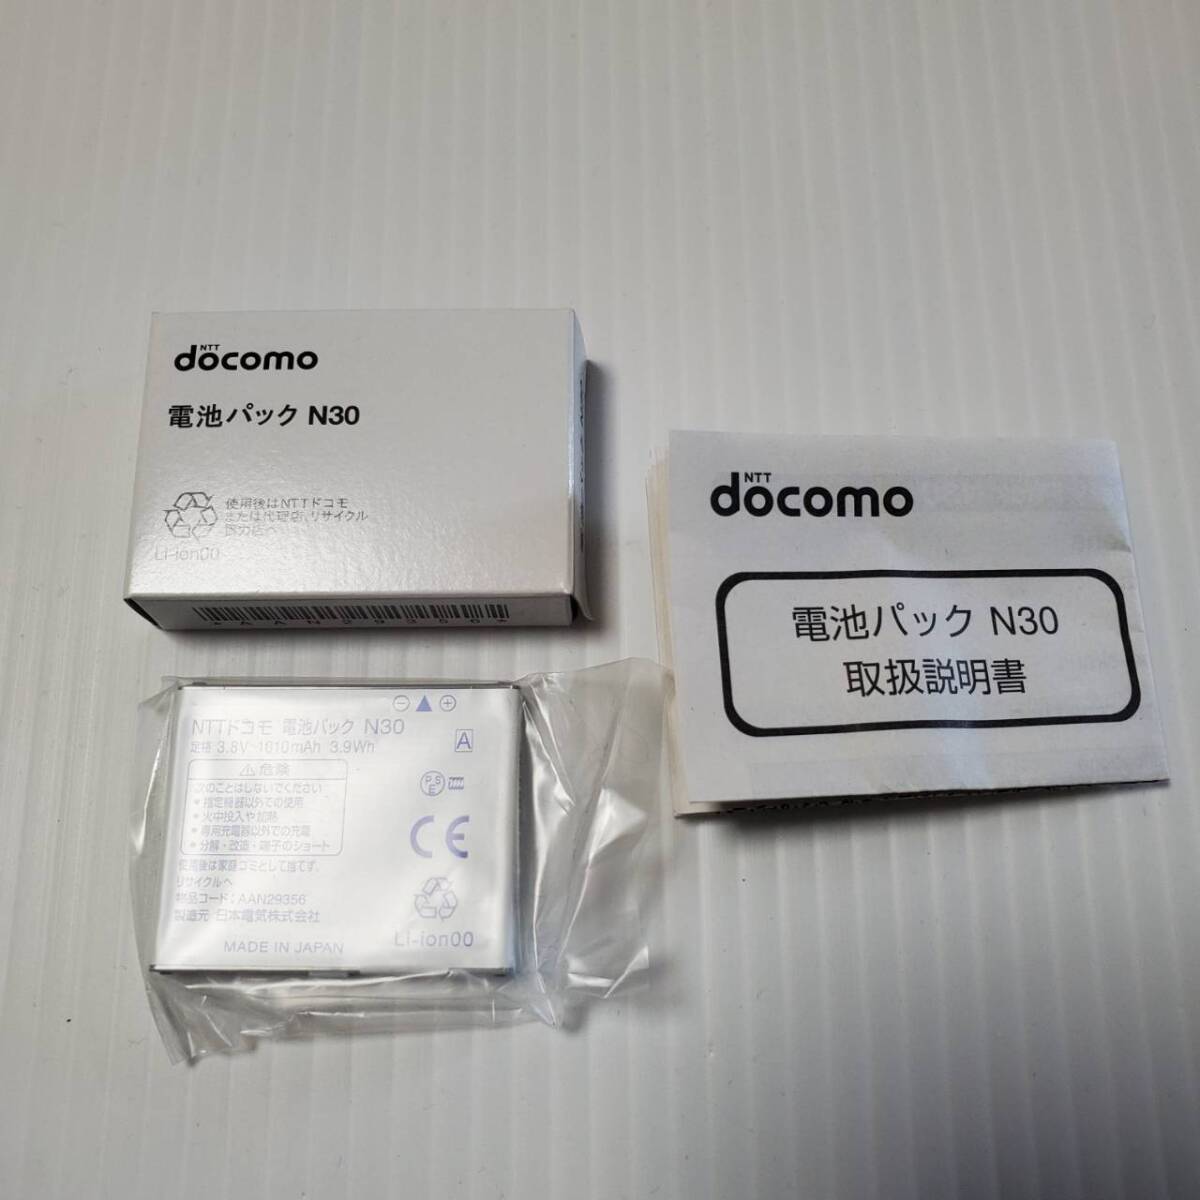 NTT
docomo
電池パック N30
使用後はNTTドコモ
または代理店、リサイクル
協力店へ
Li-ion00
*AAN29356*
NTT
docomo
電池パック N30
取扱説明書
NTTドコモ 電池パック N30
定格 3.8V 1010mAh 3.9Wh
A
⚠危険
次のことはしないでください
•指定機器以外での使用
•火中投入や加熱
•専用充電器以外での充電
•分解・改造・端子のショート
使用後は家庭ゴミとして捨てず、
リサイクルへ
物品コード:AAN29356
製造元 日本電気株式会社
MADE IN JAPAN
PSE
CE
Li-ion00